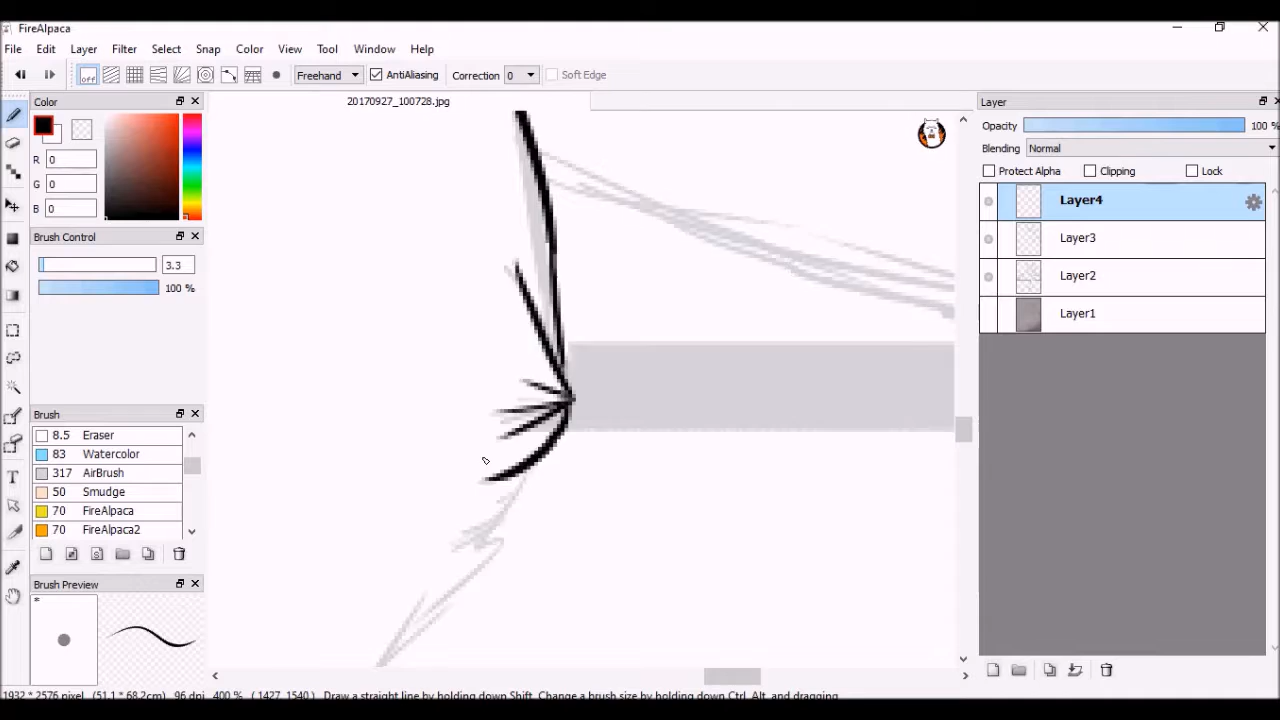 FireAlpaca
File Edit Layer Filter Select Snap Color View Tool Window Help
off Freehand AntiAliasing Correction 0 Soft Edge
Color
20170927_100728.jpg
Layer
R 0
G 0
B 0
Opacity 100 %
Blending Normal
Protect Alpha Clipping Lock
Layer4
Layer3
Layer2
Layer1
Brush Control
3.3
100 %
Brush
8.5 Eraser
83 Watercolor
317 AirBrush
50 Smudge
70 FireAlpaca
70 FireAlpaca2
Brush Preview
*
1932 * 2576 pixel (51.1 * 68.2cm) 96 dpi 400 % (1427, 1540) Draw a straight line by holding down Shift, Change a brush size by holding down Ctrl, Alt, and dragging